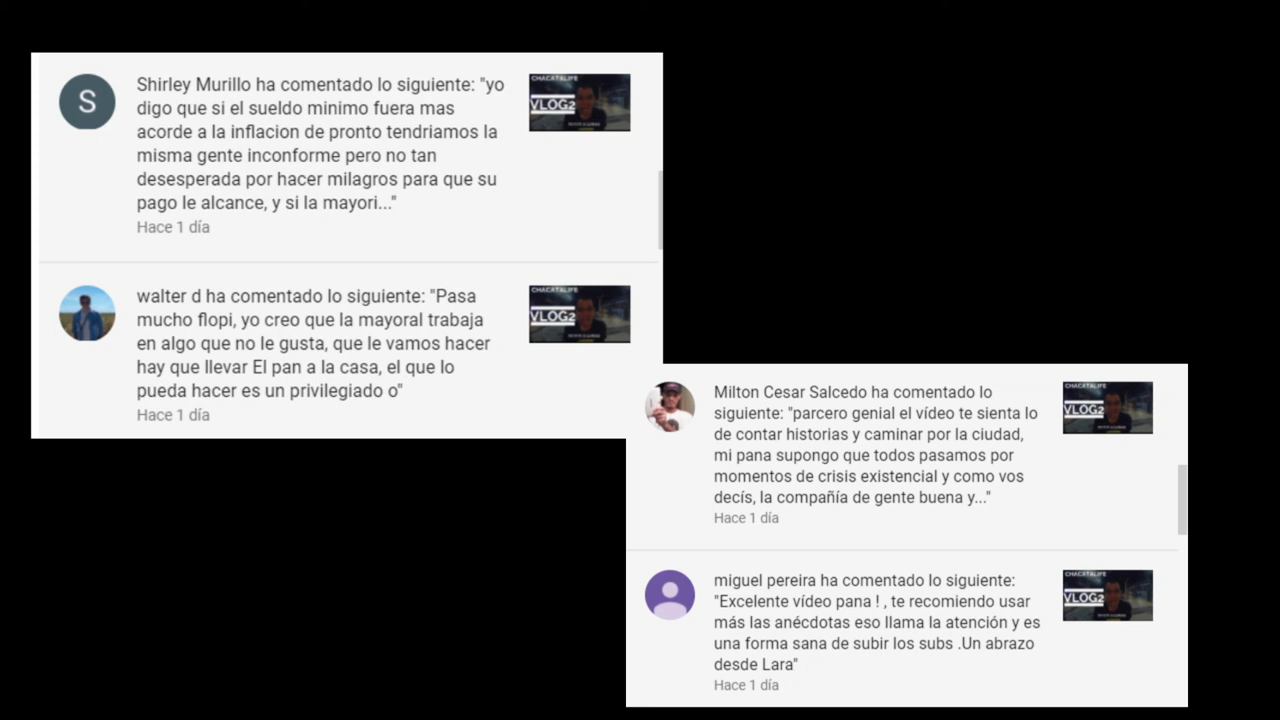 S
Shirley Murillo ha comentado lo siguiente: "yo
digo que si el sueldo minimo fuera mas
acorde a la inflacion de pronto tendriamos la
misma gente inconforme pero no tan
desesperada por hacer milagros para que su
pago le alcance, y si la mayori..."
Hace 1 día
CHACATALIFE
VLOG2
walter d ha comentado lo siguiente: "Pasa
mucho flopi, yo creo que la mayoral trabaja
en algo que no le gusta, que le vamos hacer
hay que llevar El pan a la casa, el que lo
pueda hacer es un privilegiado o"
Hace 1 día
CHACATALIFE
VLOG2
Milton Cesar Salcedo ha comentado lo
siguiente: "parcero genial el vídeo te sienta lo
de contar historias y caminar por la ciudad,
mi pana supongo que todos pasamos por
momentos de crisis existencial y como vos
decís, la compañía de gente buena y..."
Hace 1 día
CHACATALIFE
VLOG2
miguel pereira ha comentado lo siguiente:
"Excelente vídeo pana ! , te recomiendo usar
más las anécdotas eso llama la atención y es
una forma sana de subir los subs .Un abrazo
desde Lara"
Hace 1 día
CHACATALIFE
VLOG2